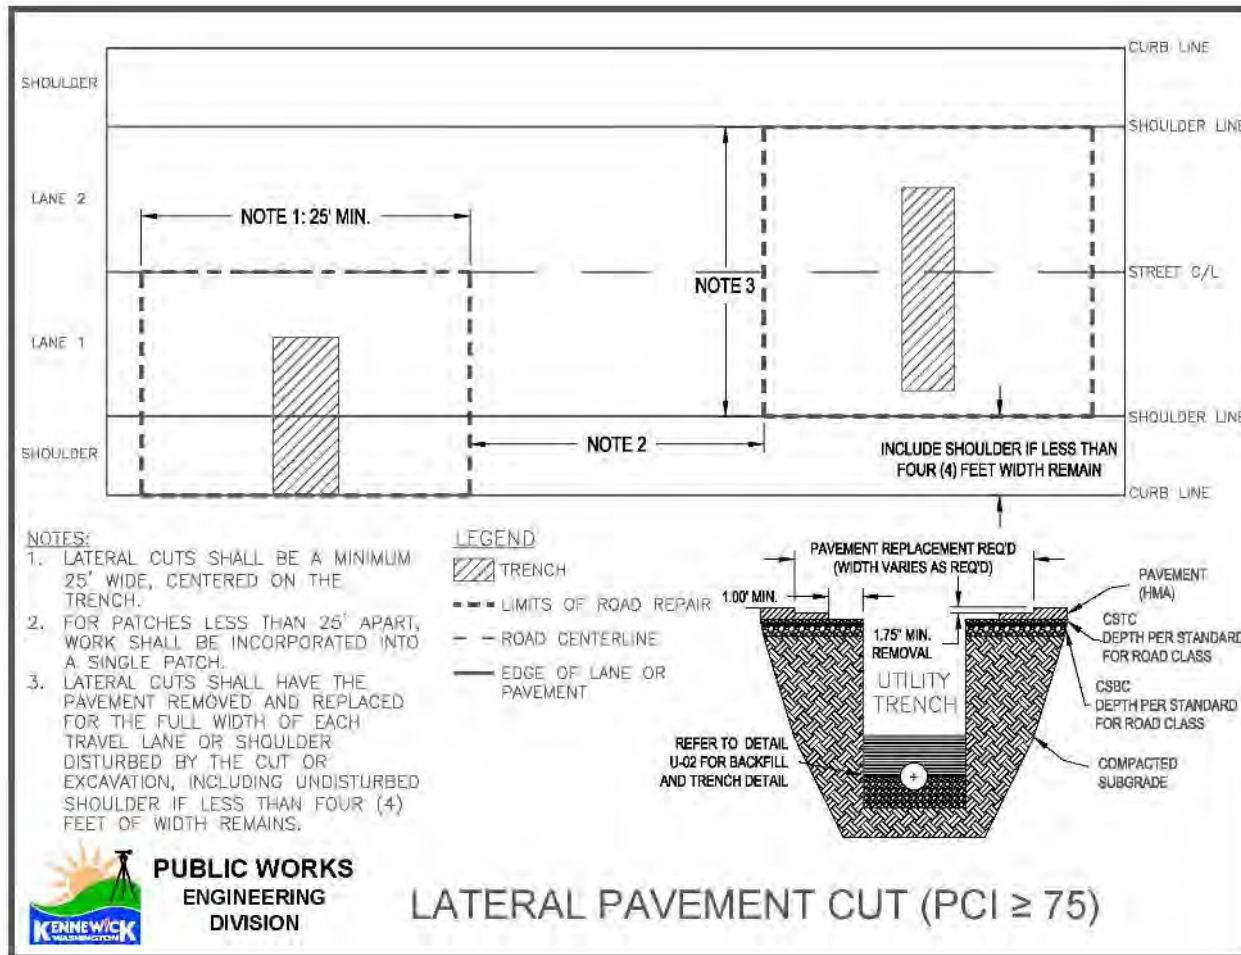 CURB LINE
SHOULDER
SHOULDER LINE
LANE 2
NOTE 1: 25' MIN.
STREET C/L
NOTE 3
LANE 1
SHOULDER LINE
SHOULDER
NOTE 2
INCLUDE SHOULDER IF LESS THAN
FOUR (4) FEET WIDTH REMAIN
CURB LINE
NOTES:
1. LATERAL CUTS SHALL BE A MINIMUM
25' WIDE, CENTERED ON THE
TRENCH.
2. FOR PATCHES LESS THAN 25' APART,
WORK SHALL BE INCORPORATED INTO
A SINGLE PATCH.
3. LATERAL CUTS SHALL HAVE THE
PAVEMENT REMOVED AND REPLACED
FOR THE FULL WIDTH OF EACH
TRAVEL LANE OR SHOULDER
DISTURBED BY THE CUT OR
EXCAVATION, INCLUDING UNDISTURBED
SHOULDER IF LESS THAN FOUR (4)
FEET OF WIDTH REMAINS.
LEGEND
TRENCH
LIMITS OF ROAD REPAIR
ROAD CENTERLINE
EDGE OF LANE OR
PAVEMENT
PAVEMENT REPLACEMENT REQ'D
(WIDTH VARIES AS REQ'D)
1.00' MIN.
PAVEMENT
(HMA)
1.75" MIN.
REMOVAL
CSTC
DEPTH PER STANDARD
FOR ROAD CLASS
UTILITY
TRENCH
CSBC
DEPTH PER STANDARD
FOR ROAD CLASS
REFER TO DETAIL
U-02 FOR BACKFILL
AND TRENCH DETAIL
COMPACTED
SUBGRADE
KENNEWICK
WASHINGTON
PUBLIC WORKS
ENGINEERING
DIVISION
LATERAL PAVEMENT CUT (PCI ≥ 75)